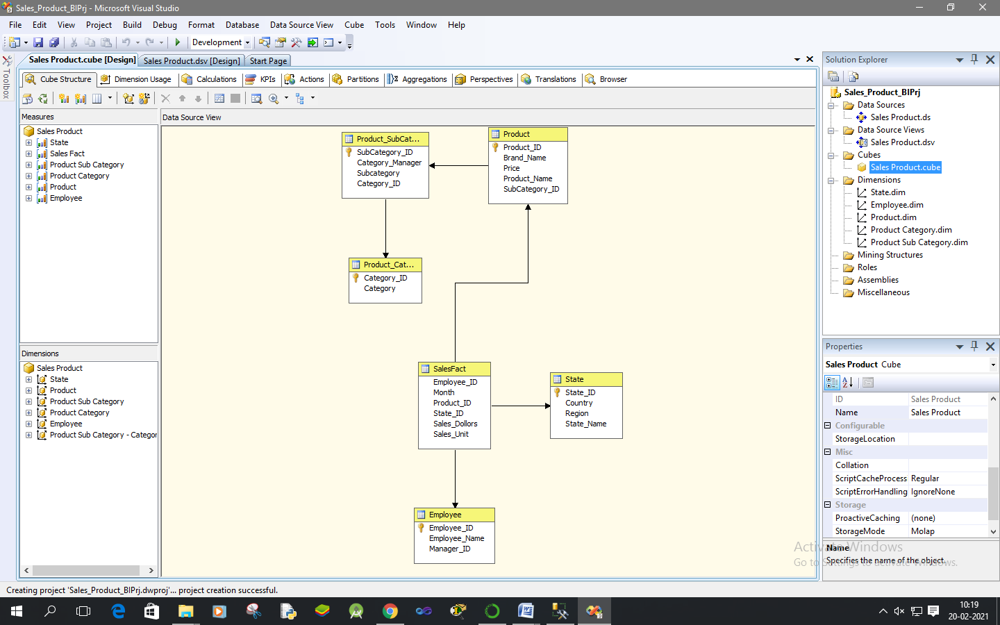 Sales_Product_BIPrj - Microsoft Visual Studio
File Edit View Project Build Debug Format Database Data Source View Cube Tools Window Help
Development
Toolbox
Sales Product.cube [Design] Sales Product.dsv [Design] Start Page
Cube Structure Dimension Usage Calculations KPIs Actions Partitions Aggregations Perspectives Translations Browser
Measures
Sales Product
State
Sales Fact
Product Sub Category
Product Category
Product
Employee
Dimensions
Sales Product
State
Product
Product Sub Category
Product Category
Employee
Product Sub Category - Categor
Data Source View
Product_SubCat...
SubCategory_ID
Category_Manager
Subcategory
Category_ID
Product
Product_ID
Brand_Name
Price
Product_Name
SubCategory_ID
Product_Cat...
Category_ID
Category
SalesFact
Employee_ID
Month
Product_ID
State_ID
Sales_Dollors
Sales_Unit
State
State_ID
Country
Region
State_Name
Employee
Employee_ID
Employee_Name
Manager_ID
Solution Explorer
Sales_Product_BIPrj
Data Sources
Sales Product.ds
Data Source Views
Sales Product.dsv
Cubes
Sales Product.cube
Dimensions
State.dim
Employee.dim
Product.dim
Product Category.dim
Product Sub Category.dim
Mining Structures
Roles
Assemblies
Miscellaneous
Properties
Sales Product Cube
ID Sales Product
Name Sales Product
Configurable
StorageLocation
Misc
Collation
ScriptCacheProcess Regular
ScriptErrorHandling IgnoreNone
Storage
ProactiveCaching (none)
StorageMode Molap
Name
Specifies the name of the object.
Activate Windows
Go to Settings to activate Windows.
Creating project 'Sales_Product_BIPrj.dwproj'... project creation successful.
10:19
20-02-2021